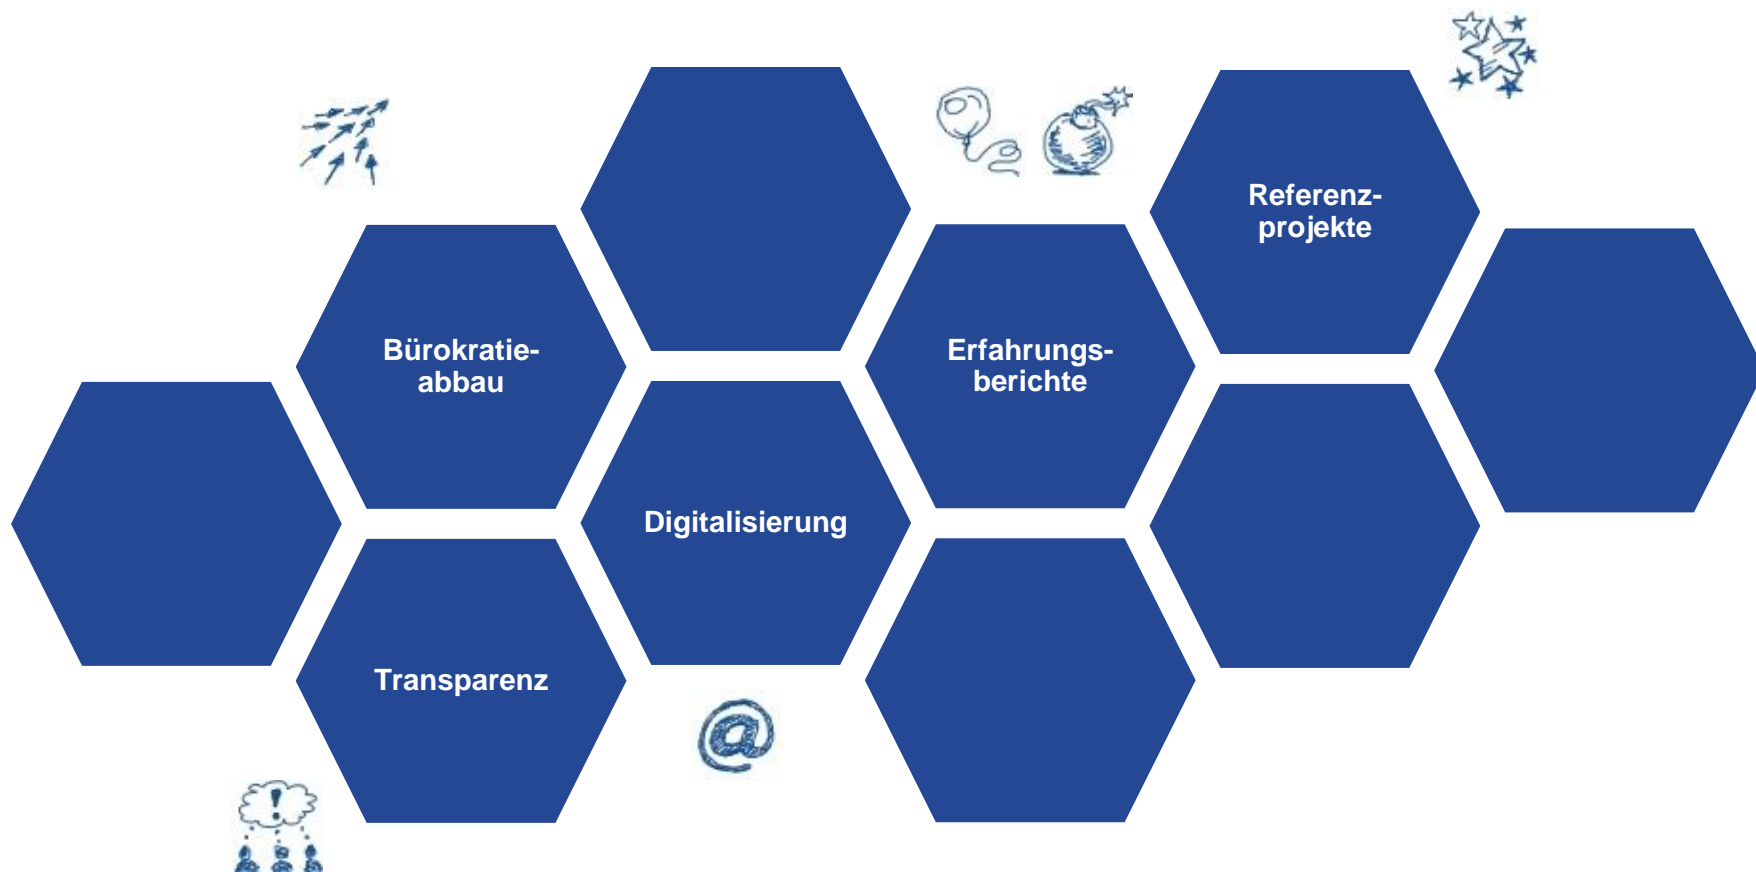 Referenz-
projekte
Bürokratie-
abbau
Erfahrungs-
berichte
Digitalisierung
Transparenz